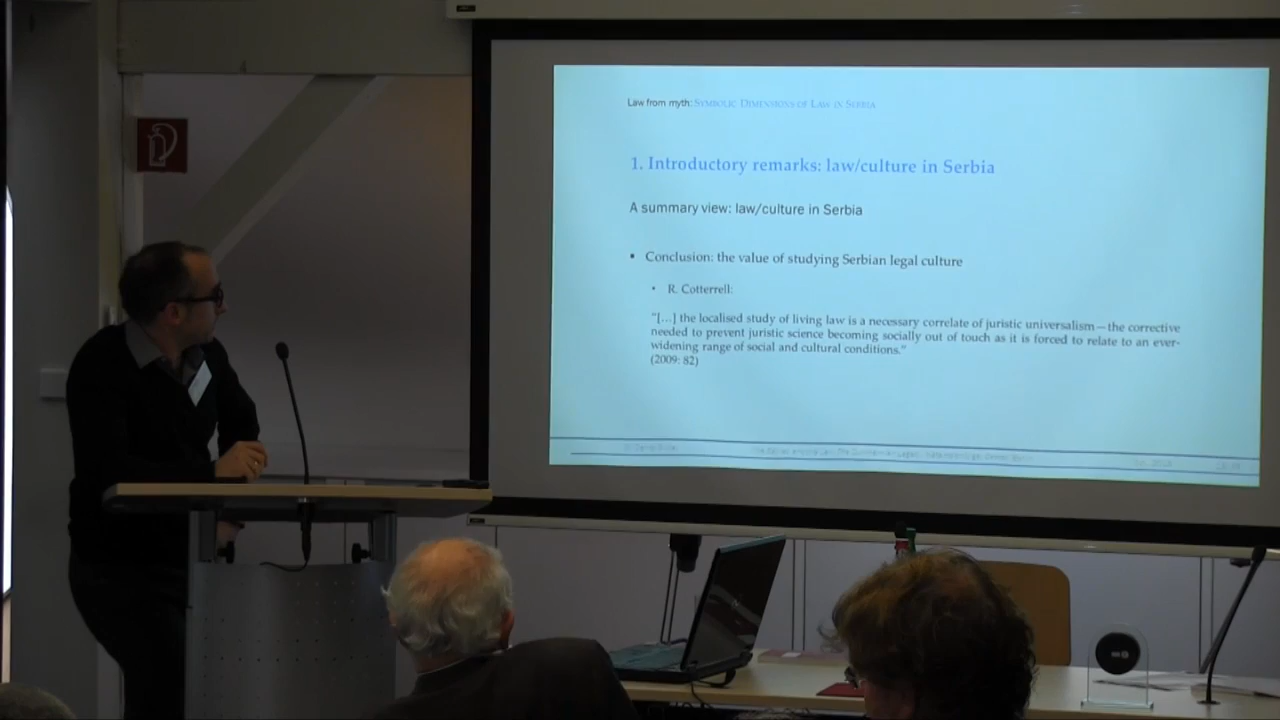 Law from myth: SYMBOLIC DIMENSIONS OF LAW IN SERBIA
1. Introductory remarks: law/culture in Serbia
A summary view: law/culture in Serbia
• Conclusion: the value of studying Serbian legal culture
• R. Cotterrell:
"[...] the localised study of living law is a necessary correlate of juristic universalism—the corrective
needed to prevent juristic science becoming socially out of touch as it is forced to relate to an ever-
widening range of social and cultural conditions."
(2009: 82)